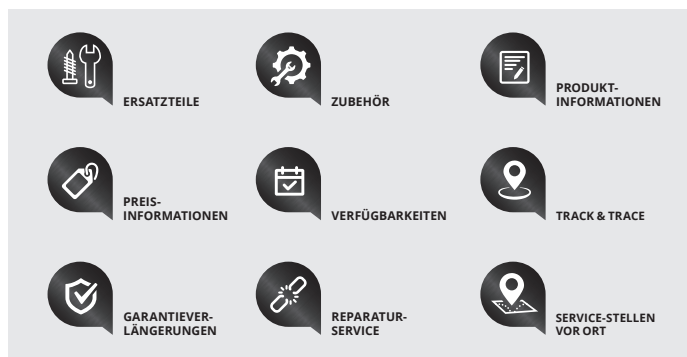 ERSATZTEILE
ZUBEHÖR
PRODUKT-
INFORMATIONEN
PREIS-
INFORMATIONEN
VERFÜGBARKEITEN
TRACK & TRACE
GARANTIEVER-
LÄNGERUNGEN
REPARATUR-
SERVICE
SERVICE-STELLEN
VOR ORT